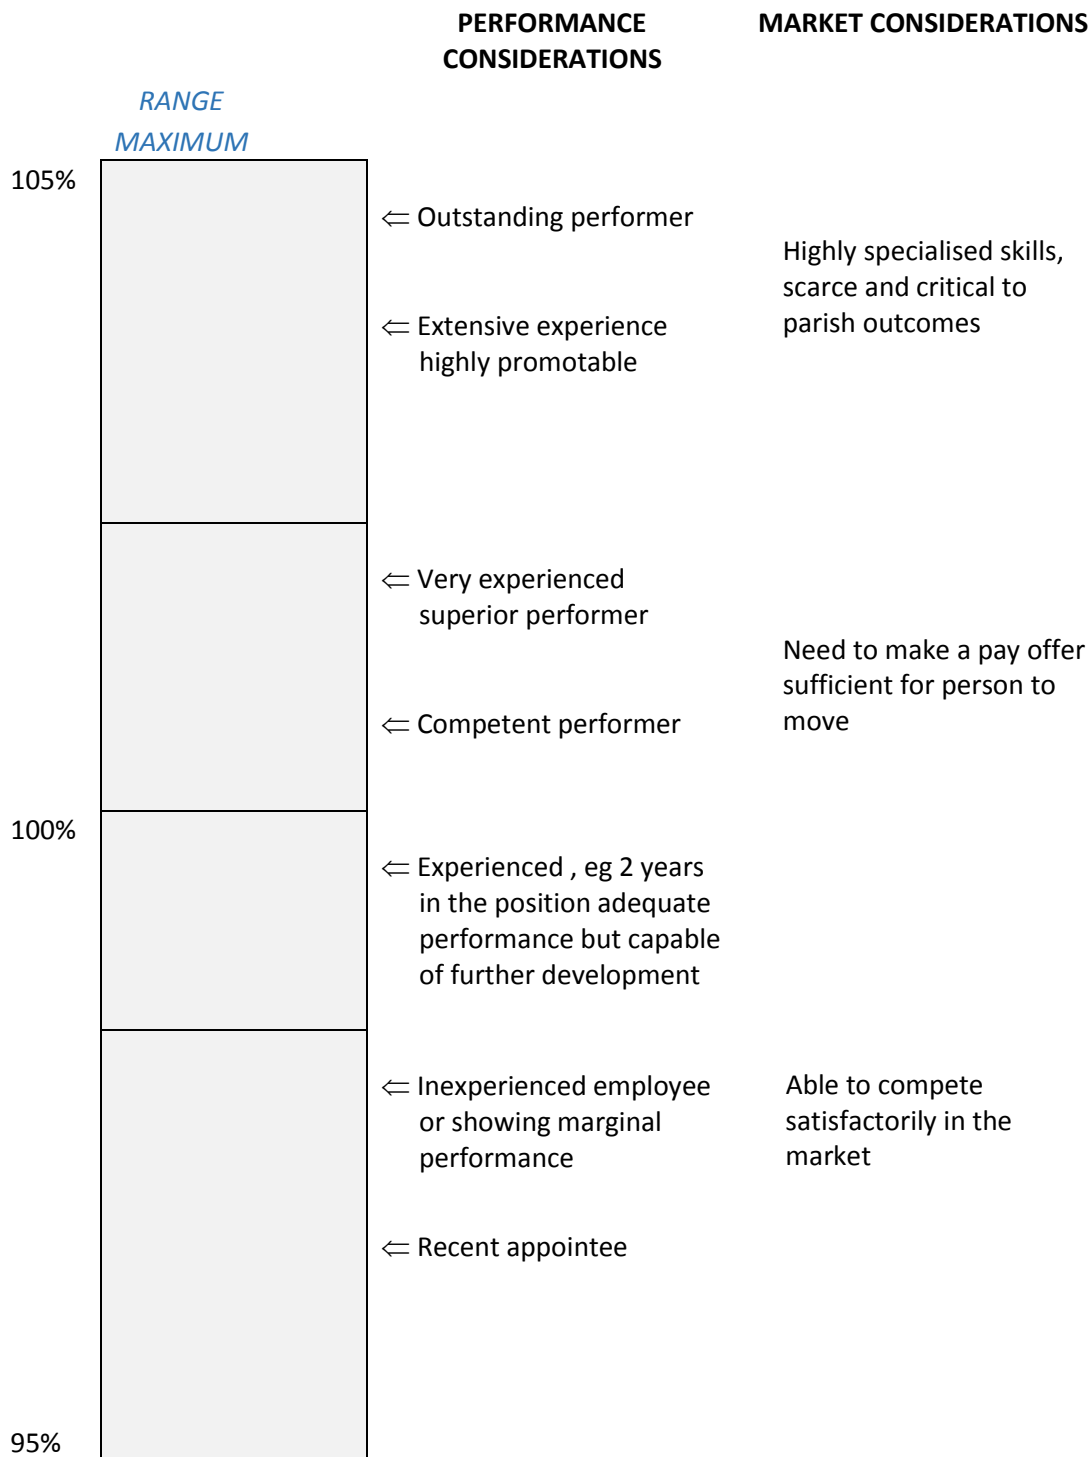 PERFORMANCE
CONSIDERATIONS
MARKET CONSIDERATIONS
RANGE
MAXIMUM
105%
⇐ Outstanding performer
Highly specialised skills,
scarce and critical to
parish outcomes
⇐ Extensive experience
highly promotable
⇐ Very experienced
superior performer
Need to make a pay offer
sufficient for person to
move
⇐ Competent performer
100%
⇐ Experienced , eg 2 years
in the position adequate
performance but capable
of further development
⇐ Inexperienced employee
or showing marginal
performance
Able to compete
satisfactorily in the
market
⇐ Recent appointee
95%